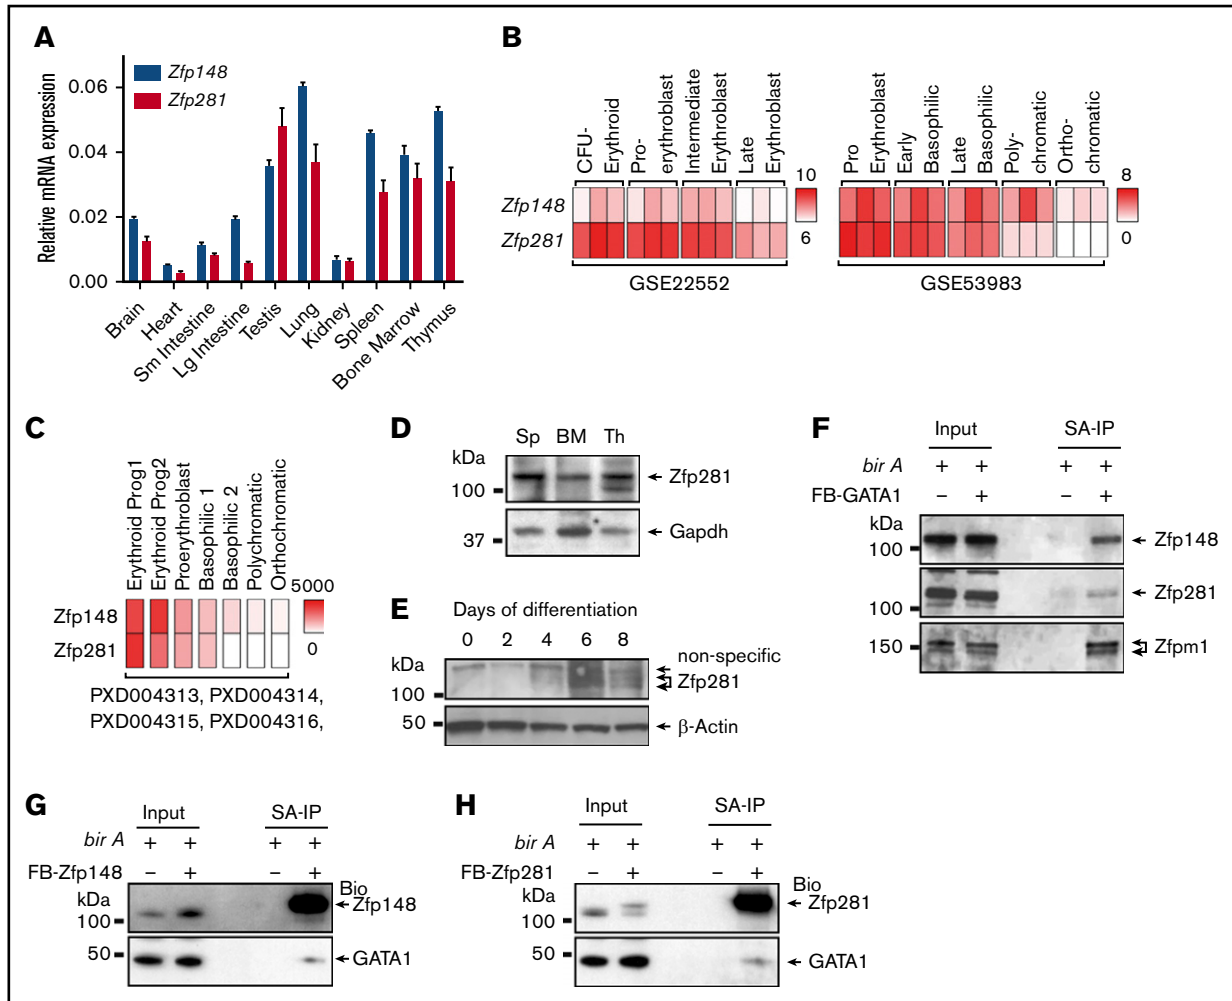 A
Relative mRNA expression
0.06
0.04
0.02
0.00
Zfp148
Zfp281
Brain
Heart
Sm Intestine
Lg Intestine
Testis
Lung
Kidney
Spleen
Bone Marrow
Thymus
B
CFU-
Erythroid
Pro-
erythroblast
Intermediate
Erythroblast
Late
Erythroblast
Zfp148
Zfp281
10
6
GSE22552
Pro
Erythroblast
Early
Basophilic
Late
Basophilic
Poly-
chromatic
Ortho-
chromatic
8
0
GSE53983
C
Erythroid Prog1
Erythroid Prog2
Proerythroblast
Basophilic 1
Basophilic 2
Polychromatic
Orthochromatic
5000
0
Zfp148
Zfp281
PXD004313, PXD004314,
PXD004315, PXD004316,
D
Sp BM Th
kDa
100
Zfp281
37
Gapdh
E
Days of differentiation
0 2 4 6 8
kDa
100
non-specific
Zfp281
50
β-Actin
F
Input SA-IP
bir A + + + +
FB-GATA1 – + – +
kDa
100
Zfp148
100
Zfp281
150
Zfpm1
G
Input SA-IP
bir A + + + +
FB-Zfp148 – + – +
kDa
100
Bio
Zfp148
50
GATA1
H
Input SA-IP
bir A + + + +
FB-Zfp281 – + – +
kDa
100
Bio
Zfp281
50
GATA1